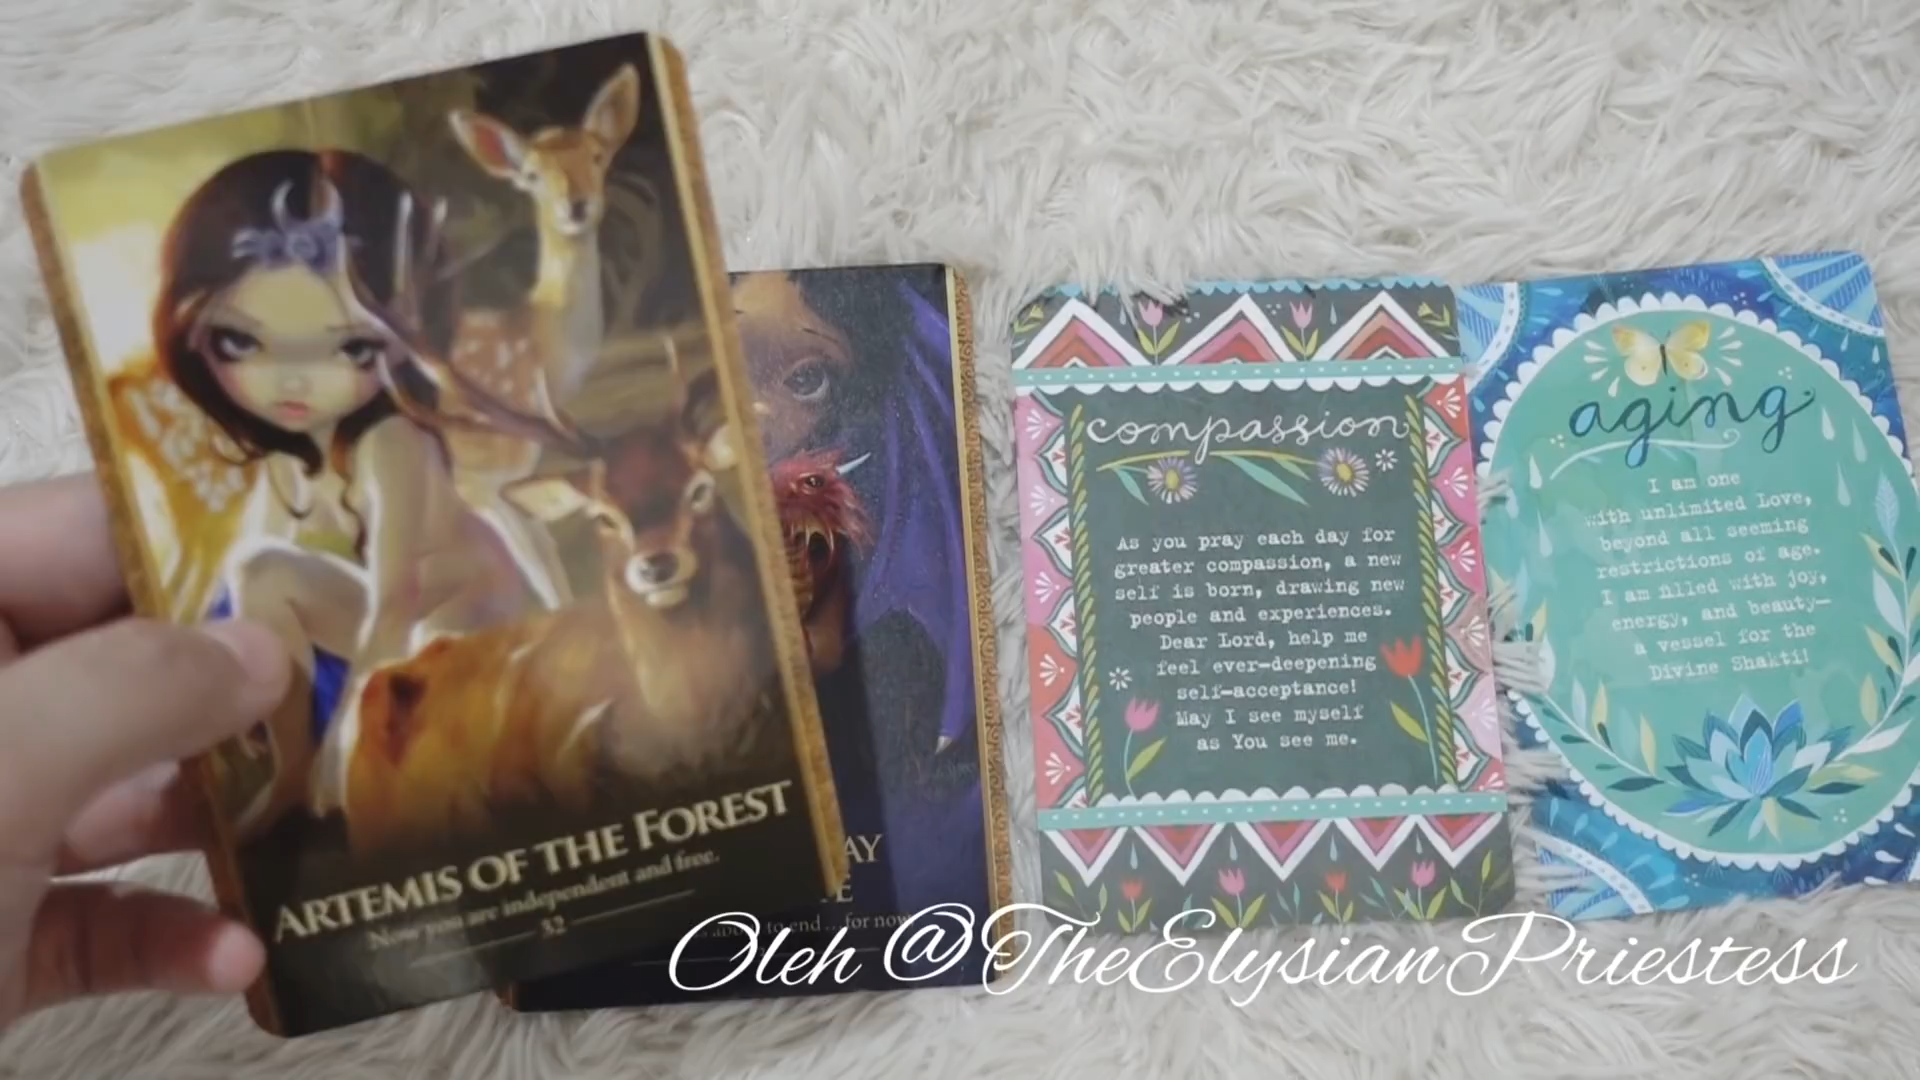 ARTEMIS OF THE FOREST
Now you are independent and free.
32
AY
E
to end... for now
compassion
As you pray each day for
greater compassion, a new
self is born, drawing new
people and experiences.
Dear Lord, help me
feel ever-deepening
self-acceptance!
May I see myself
as You see me.
aging
I am one
with unlimited Love,
beyond all seeming
restrictions of age.
I am filled with joy,
energy, and beauty—
a vessel for the
Divine Shakti!
Oleh @TheElysianPriestess